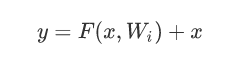 y = F(x, W_i) + x